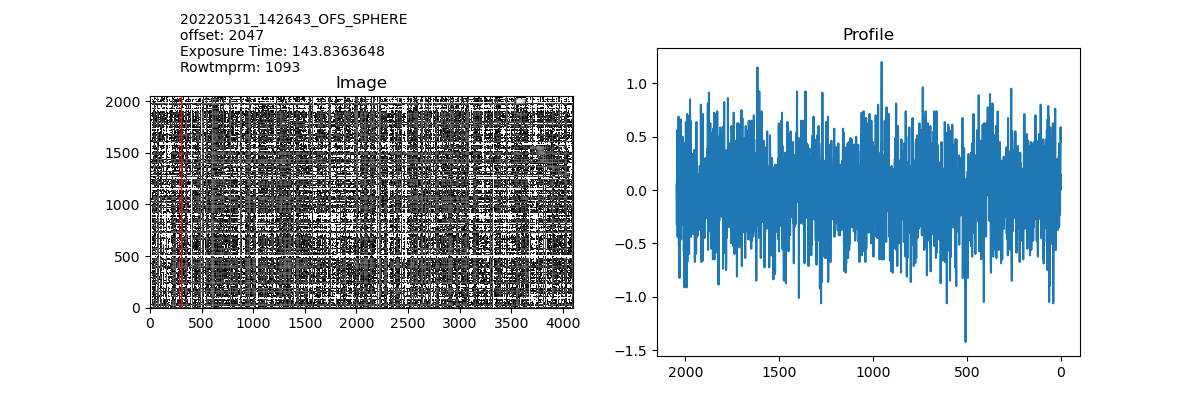 20220531_142643_OFS_SPHERE
offset: 2047
Exposure Time: 143.8363648
Rowtmprm: 1093
Image
2000
1500
1000
500
0
0 500 1000 1500 2000 2500 3000 3500 4000
Profile
1.0
0.5
0.0
−0.5
−1.0
−1.5
2000 1500 1000 500 0